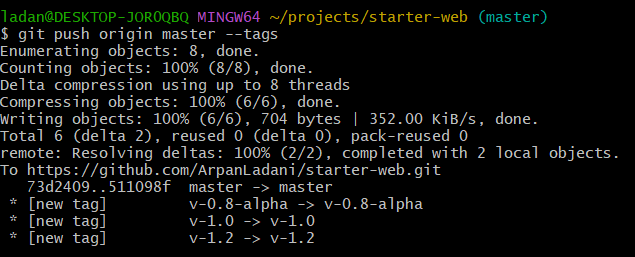 ladan@DESKTOP-JOR0QBQ MINGW64 ~/projects/starter-web (master)
$ git push origin master --tags
Enumerating objects: 8, done.
Counting objects: 100% (8/8), done.
Delta compression using up to 8 threads
Compressing objects: 100% (6/6), done.
Writing objects: 100% (6/6), 704 bytes | 352.00 KiB/s, done.
Total 6 (delta 2), reused 0 (delta 0), pack-reused 0
remote: Resolving deltas: 100% (2/2), completed with 2 local objects.
To https://github.com/ArpanLadani/starter-web.git
   73d2409..511098f  master -> master
 * [new tag]         v-0.8-alpha -> v-0.8-alpha
 * [new tag]         v-1.0 -> v-1.0
 * [new tag]         v-1.2 -> v-1.2